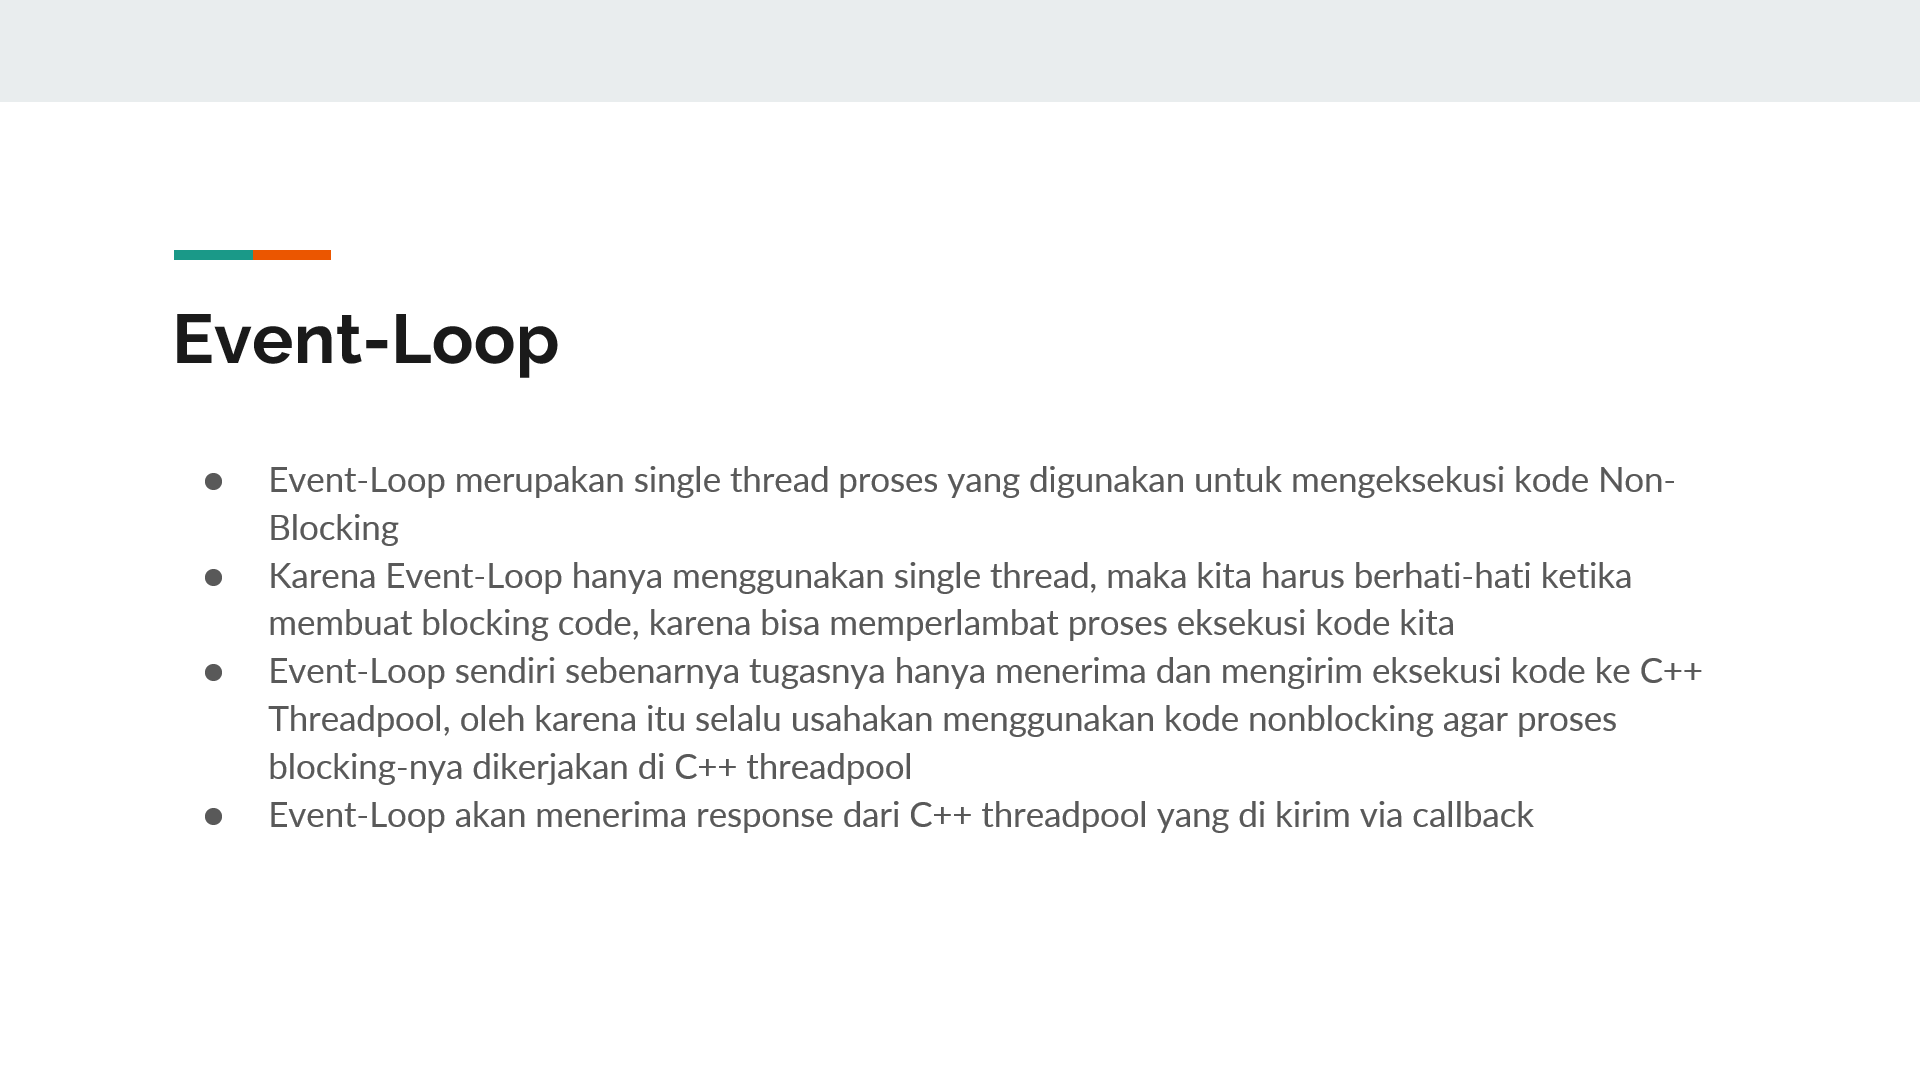 Event-Loop
● Event-Loop merupakan single thread proses yang digunakan untuk mengeksekusi kode Non-
Blocking
● Karena Event-Loop hanya menggunakan single thread, maka kita harus berhati-hati ketika
membuat blocking code, karena bisa memperlambat proses eksekusi kode kita
● Event-Loop sendiri sebenarnya tugasnya hanya menerima dan mengirim eksekusi kode ke C++
Threadpool, oleh karena itu selalu usahakan menggunakan kode nonblocking agar proses
blocking-nya dikerjakan di C++ threadpool
● Event-Loop akan menerima response dari C++ threadpool yang di kirim via callback